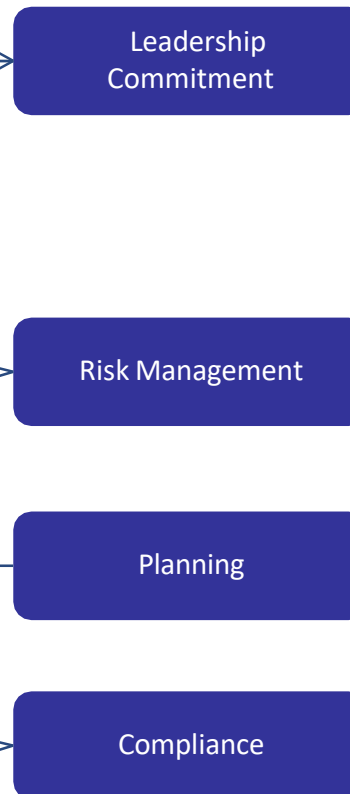 Leadership
Commitment
Risk Management
Planning
Compliance